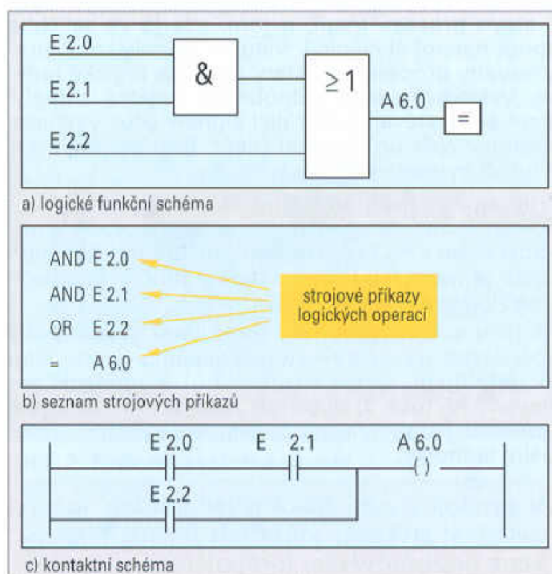 E 2.0
&
E 2.1
≥1
A 6.0
=
E 2.2
a) logické funkční schéma
AND E 2.0
AND E 2.1
OR E 2.2
= A 6.0
strojové příkazy
logických operací
b) seznam strojových příkazů
E 2.0 E 2.1 A 6.0
( )
E 2.2
c) kontaktní schéma